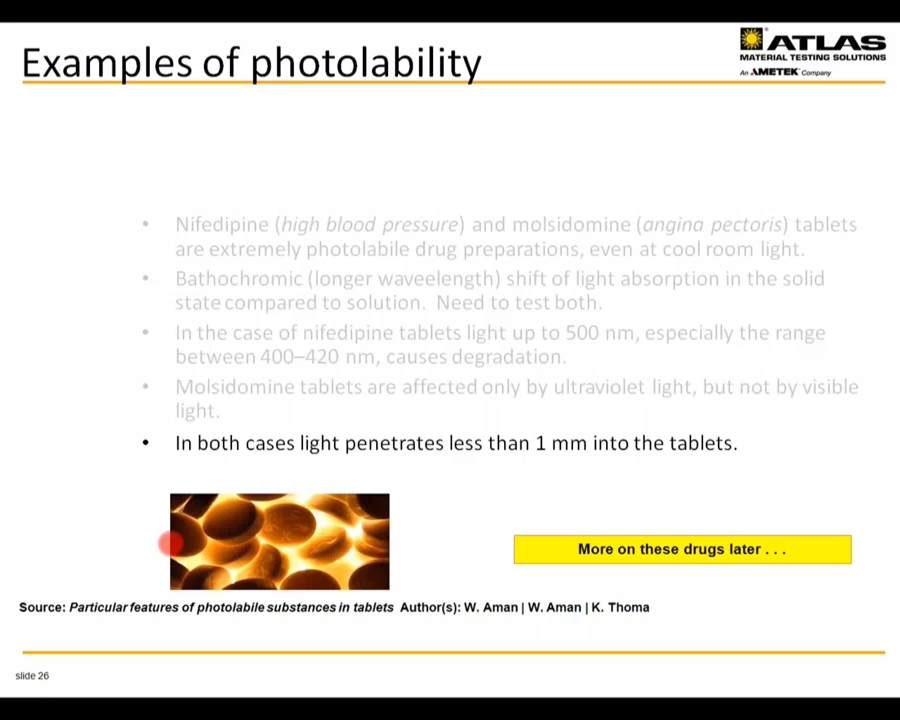 Examples of photolability
ATLAS
MATERIAL TESTING SOLUTIONS
An AMETEK Company
• Nifedipine (high blood pressure) and molsidomine (angina pectoris) tablets
are extremely photolabile drug preparations, even at cool room light.
• Bathochromic (longer waveelength) shift of light absorption in the solid
state compared to solution. Need to test both.
• In the case of nifedipine tablets light up to 500 nm, especially the range
between 400–420 nm, causes degradation.
• Molsidomine tablets are affected only by ultraviolet light, but not by visible
light.
• In both cases light penetrates less than 1 mm into the tablets.
More on these drugs later . . .
Source: Particular features of photolabile substances in tablets Author(s): W. Aman | W. Aman | K. Thoma
slide 26